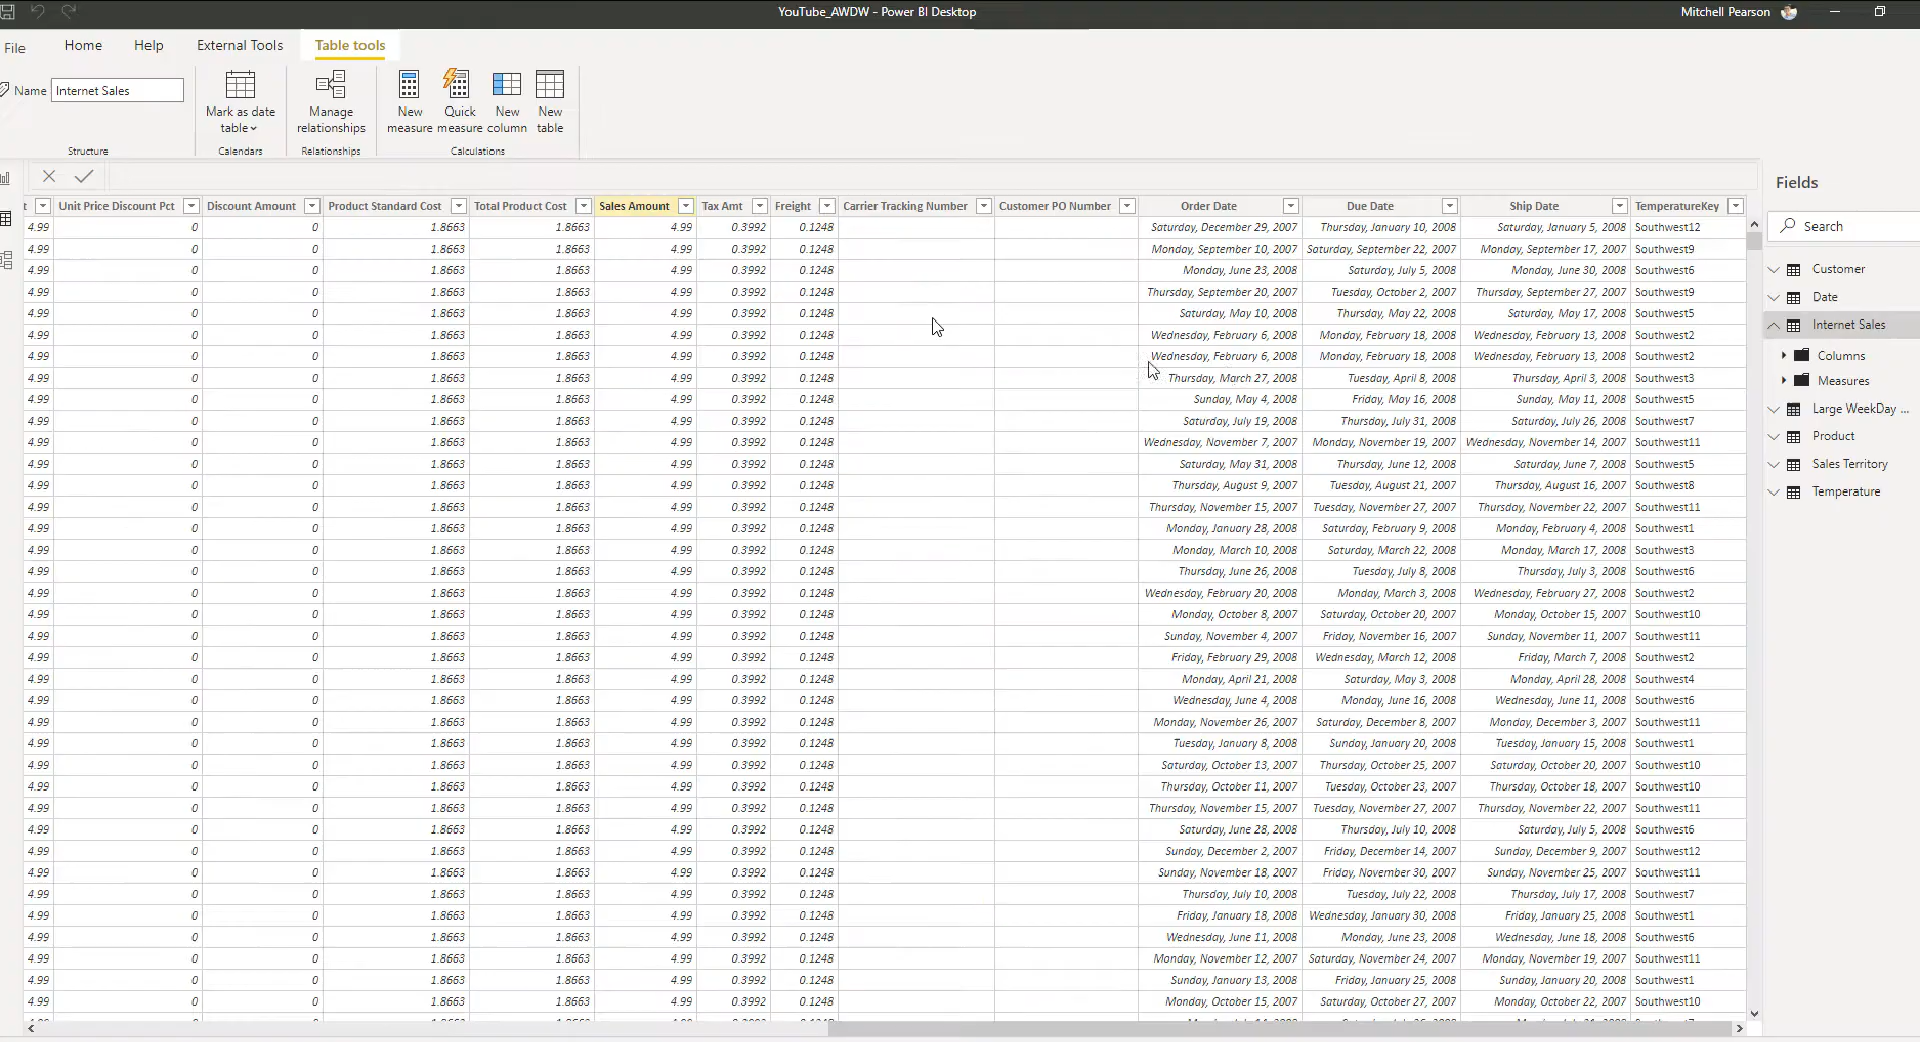 YouTube_AWDW - Power BI Desktop
Mitchell Pearson
File Home Help External Tools Table tools
Name Internet Sales
Mark as date table
Manage relationships
New measure
Quick measure
New column
New table
Structure Calendars Relationships Calculations
Fields
Search
Customer
Date
Internet Sales
Columns
Measures
Large WeekDay ...
Product
Sales Territory
Temperature
t Unit Price Discount Pct Discount Amount Product Standard Cost Total Product Cost Sales Amount Tax Amt Freight Carrier Tracking Number Customer PO Number Order Date Due Date Ship Date TemperatureKey
4.99 0 0 1.8663 1.8663 4.99 0.3992 0.1248 Saturday, December 29, 2007 Thursday, January 10, 2008 Saturday, January 5, 2008 Southwest12
4.99 0 0 1.8663 1.8663 4.99 0.3992 0.1248 Monday, September 10, 2007 Saturday, September 22, 2007 Monday, September 17, 2007 Southwest9
4.99 0 0 1.8663 1.8663 4.99 0.3992 0.1248 Monday, June 23, 2008 Saturday, July 5, 2008 Monday, June 30, 2008 Southwest6
4.99 0 0 1.8663 1.8663 4.99 0.3992 0.1248 Thursday, September 20, 2007 Tuesday, October 2, 2007 Thursday, September 27, 2007 Southwest9
4.99 0 0 1.8663 1.8663 4.99 0.3992 0.1248 Saturday, May 10, 2008 Thursday, May 22, 2008 Saturday, May 17, 2008 Southwest5
4.99 0 0 1.8663 1.8663 4.99 0.3992 0.1248 Wednesday, February 6, 2008 Monday, February 18, 2008 Wednesday, February 13, 2008 Southwest2
4.99 0 0 1.8663 1.8663 4.99 0.3992 0.1248 Wednesday, February 6, 2008 Monday, February 18, 2008 Wednesday, February 13, 2008 Southwest2
4.99 0 0 1.8663 1.8663 4.99 0.3992 0.1248 Thursday, March 27, 2008 Tuesday, April 8, 2008 Thursday, April 3, 2008 Southwest3
4.99 0 0 1.8663 1.8663 4.99 0.3992 0.1248 Sunday, May 4, 2008 Friday, May 16, 2008 Sunday, May 11, 2008 Southwest5
4.99 0 0 1.8663 1.8663 4.99 0.3992 0.1248 Saturday, July 19, 2008 Thursday, July 31, 2008 Saturday, July 26, 2008 Southwest7
4.99 0 0 1.8663 1.8663 4.99 0.3992 0.1248 Wednesday, November 7, 2007 Monday, November 19, 2007 Wednesday, November 14, 2007 Southwest11
4.99 0 0 1.8663 1.8663 4.99 0.3992 0.1248 Saturday, May 31, 2008 Thursday, June 12, 2008 Saturday, June 7, 2008 Southwest5
4.99 0 0 1.8663 1.8663 4.99 0.3992 0.1248 Thursday, August 9, 2007 Tuesday, August 21, 2007 Thursday, August 16, 2007 Southwest8
4.99 0 0 1.8663 1.8663 4.99 0.3992 0.1248 Thursday, November 15, 2007 Tuesday, November 27, 2007 Thursday, November 22, 2007 Southwest11
4.99 0 0 1.8663 1.8663 4.99 0.3992 0.1248 Monday, January 28, 2008 Saturday, February 9, 2008 Monday, February 4, 2008 Southwest1
4.99 0 0 1.8663 1.8663 4.99 0.3992 0.1248 Monday, March 10, 2008 Saturday, March 22, 2008 Monday, March 17, 2008 Southwest3
4.99 0 0 1.8663 1.8663 4.99 0.3992 0.1248 Thursday, June 26, 2008 Tuesday, July 8, 2008 Thursday, July 3, 2008 Southwest6
4.99 0 0 1.8663 1.8663 4.99 0.3992 0.1248 Wednesday, February 20, 2008 Monday, March 3, 2008 Wednesday, February 27, 2008 Southwest2
4.99 0 0 1.8663 1.8663 4.99 0.3992 0.1248 Monday, October 8, 2007 Saturday, October 20, 2007 Monday, October 15, 2007 Southwest10
4.99 0 0 1.8663 1.8663 4.99 0.3992 0.1248 Sunday, November 4, 2007 Friday, November 16, 2007 Sunday, November 11, 2007 Southwest11
4.99 0 0 1.8663 1.8663 4.99 0.3992 0.1248 Friday, February 29, 2008 Wednesday, March 12, 2008 Friday, March 7, 2008 Southwest2
4.99 0 0 1.8663 1.8663 4.99 0.3992 0.1248 Monday, April 21, 2008 Saturday, May 3, 2008 Monday, April 28, 2008 Southwest4
4.99 0 0 1.8663 1.8663 4.99 0.3992 0.1248 Wednesday, June 4, 2008 Monday, June 16, 2008 Wednesday, June 11, 2008 Southwest6
4.99 0 0 1.8663 1.8663 4.99 0.3992 0.1248 Monday, November 26, 2007 Saturday, December 8, 2007 Monday, December 3, 2007 Southwest11
4.99 0 0 1.8663 1.8663 4.99 0.3992 0.1248 Tuesday, January 8, 2008 Sunday, January 20, 2008 Tuesday, January 15, 2008 Southwest1
4.99 0 0 1.8663 1.8663 4.99 0.3992 0.1248 Saturday, October 13, 2007 Thursday, October 25, 2007 Saturday, October 20, 2007 Southwest10
4.99 0 0 1.8663 1.8663 4.99 0.3992 0.1248 Thursday, October 11, 2007 Tuesday, October 23, 2007 Thursday, October 18, 2007 Southwest10
4.99 0 0 1.8663 1.8663 4.99 0.3992 0.1248 Thursday, November 15, 2007 Tuesday, November 27, 2007 Thursday, November 22, 2007 Southwest11
4.99 0 0 1.8663 1.8663 4.99 0.3992 0.1248 Saturday, June 28, 2008 Thursday, July 10, 2008 Saturday, July 5, 2008 Southwest6
4.99 0 0 1.8663 1.8663 4.99 0.3992 0.1248 Sunday, December 2, 2007 Friday, December 14, 2007 Sunday, December 9, 2007 Southwest12
4.99 0 0 1.8663 1.8663 4.99 0.3992 0.1248 Sunday, November 18, 2007 Friday, November 30, 2007 Sunday, November 25, 2007 Southwest11
4.99 0 0 1.8663 1.8663 4.99 0.3992 0.1248 Thursday, July 10, 2008 Tuesday, July 22, 2008 Thursday, July 17, 2008 Southwest7
4.99 0 0 1.8663 1.8663 4.99 0.3992 0.1248 Friday, January 18, 2008 Wednesday, January 30, 2008 Friday, January 25, 2008 Southwest1
4.99 0 0 1.8663 1.8663 4.99 0.3992 0.1248 Wednesday, June 11, 2008 Monday, June 23, 2008 Wednesday, June 18, 2008 Southwest6
4.99 0 0 1.8663 1.8663 4.99 0.3992 0.1248 Monday, November 12, 2007 Saturday, November 24, 2007 Monday, November 19, 2007 Southwest11
4.99 0 0 1.8663 1.8663 4.99 0.3992 0.1248 Sunday, January 13, 2008 Friday, January 25, 2008 Sunday, January 20, 2008 Southwest1
4.99 0 0 1.8663 1.8663 4.99 0.3992 0.1248 Monday, October 15, 2007 Saturday, October 27, 2007 Monday, October 22, 2007 Southwest10